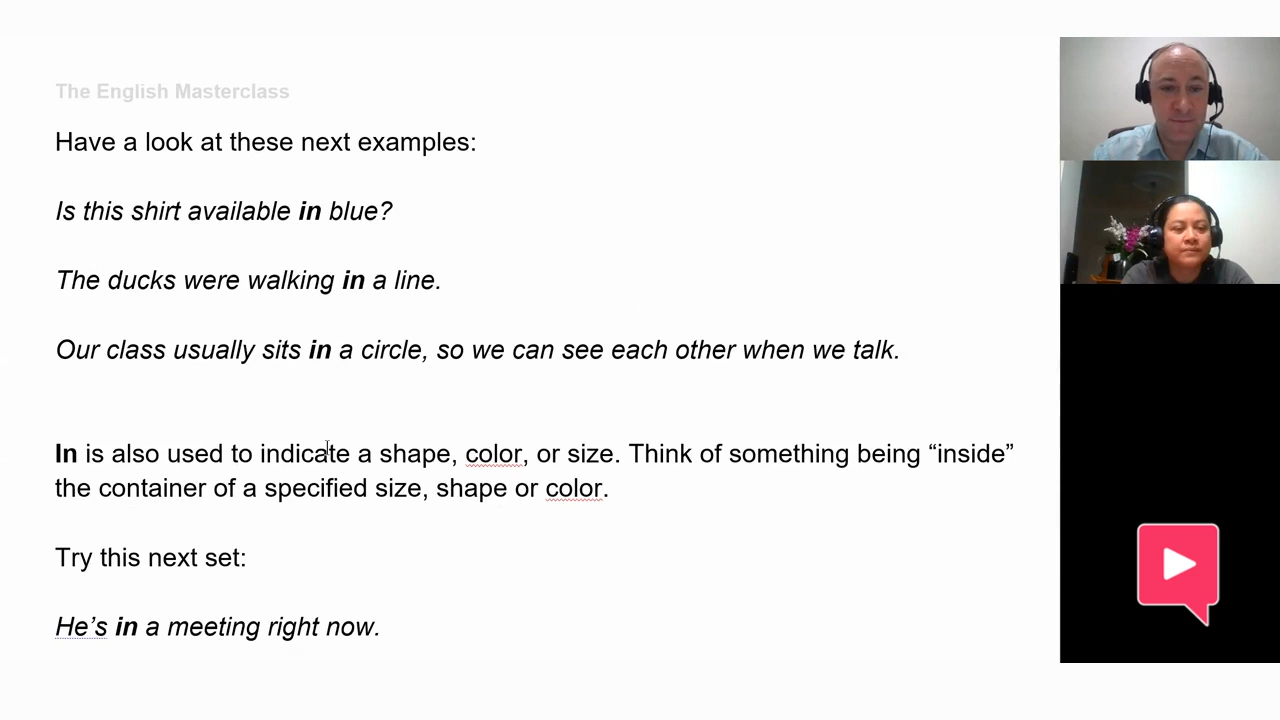 The English Masterclass
Have a look at these next examples:
Is this shirt available in blue?
The ducks were walking in a line.
Our class usually sits in a circle, so we can see each other when we talk.
In is also used to indicate a shape, color, or size. Think of something being “inside”
the container of a specified size, shape or color.
Try this next set:
He’s in a meeting right now.